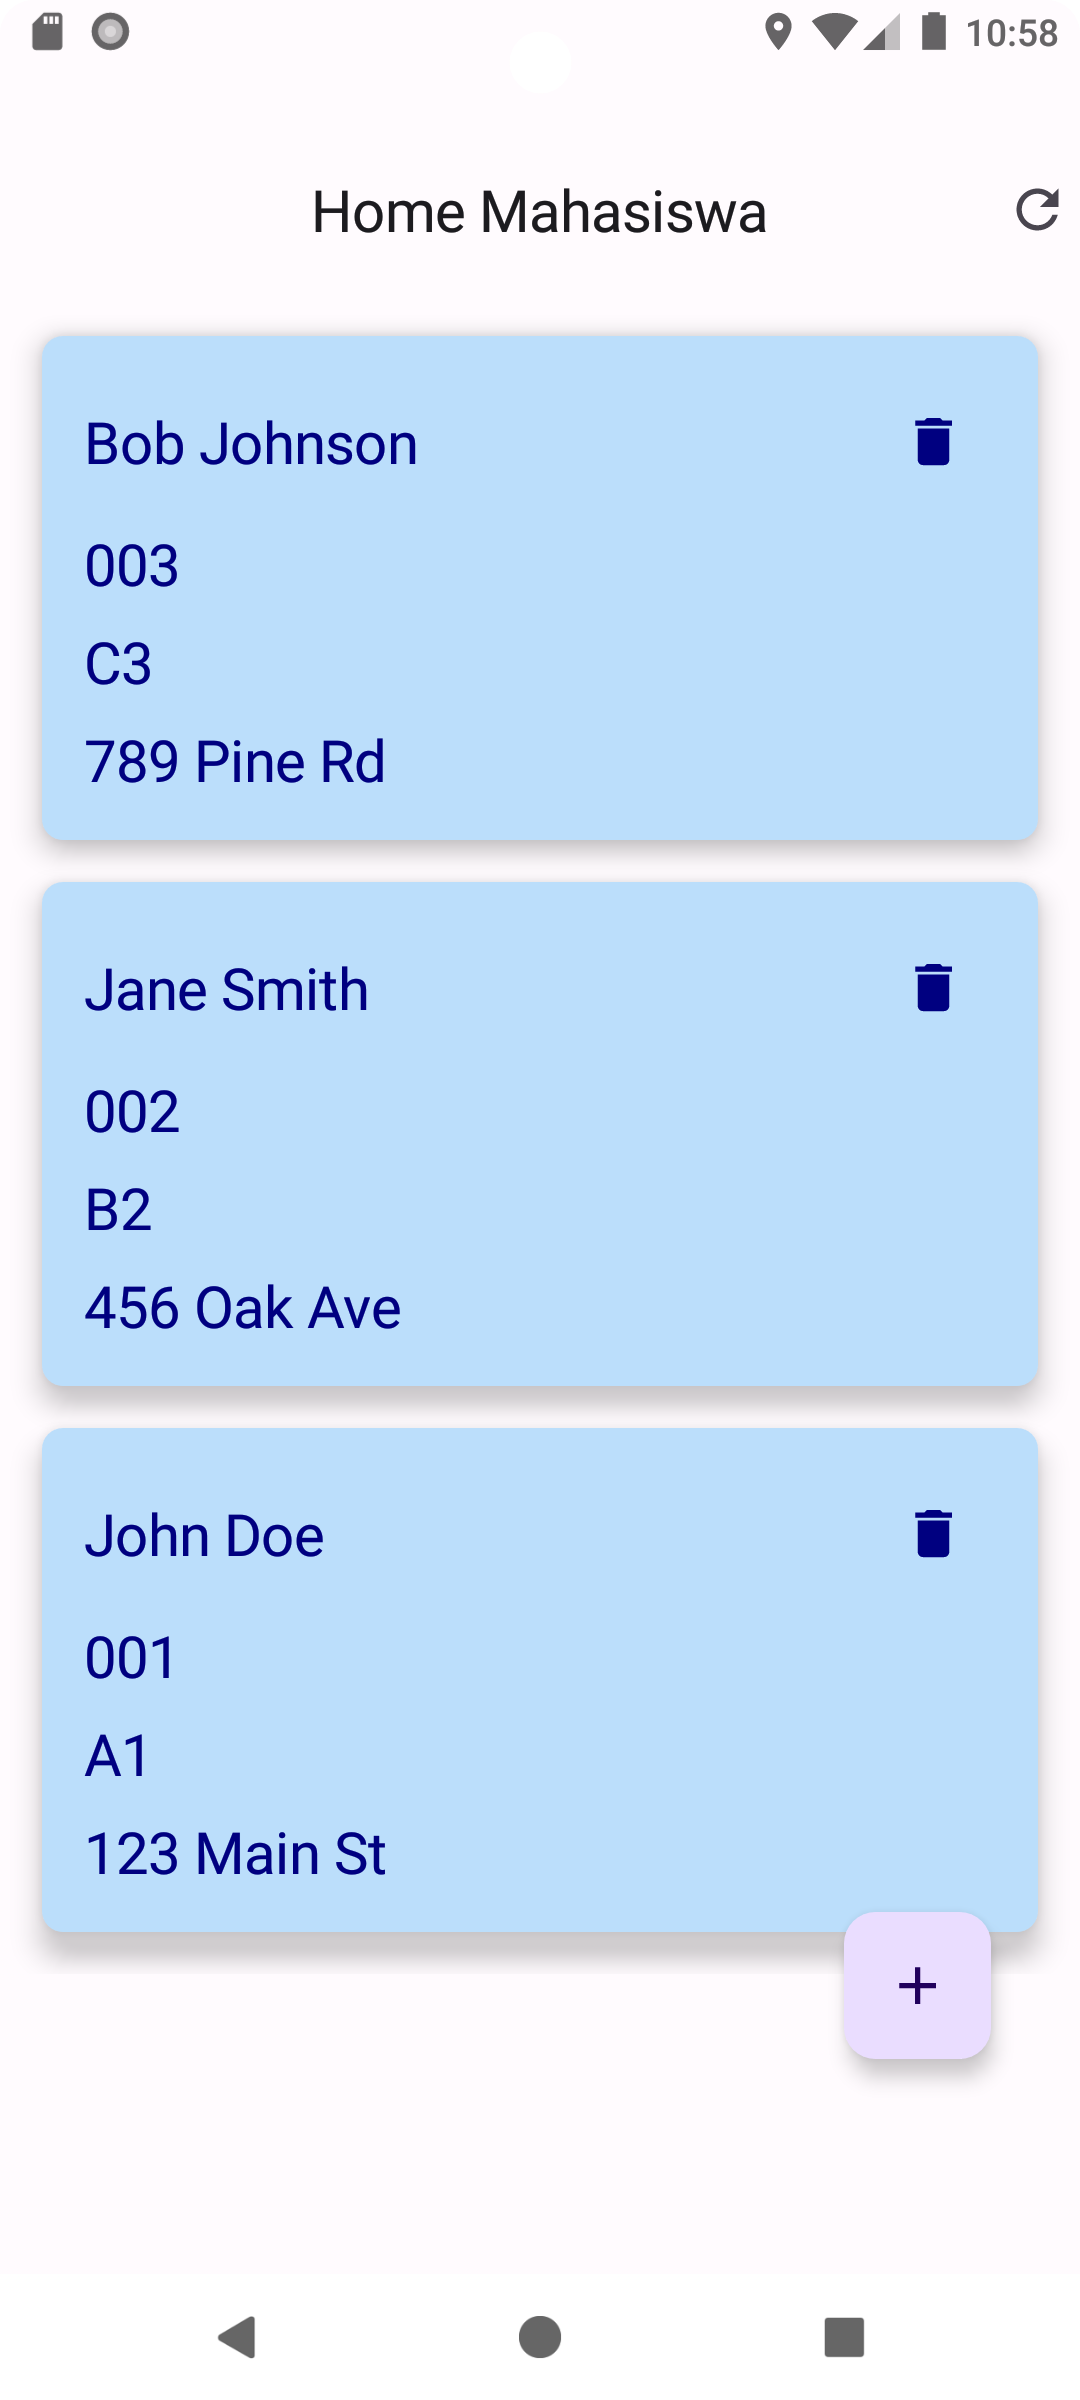 10:58
Home Mahasiswa
Bob Johnson
003
C3
789 Pine Rd
Jane Smith
002
B2
456 Oak Ave
John Doe
001
A1
123 Main St